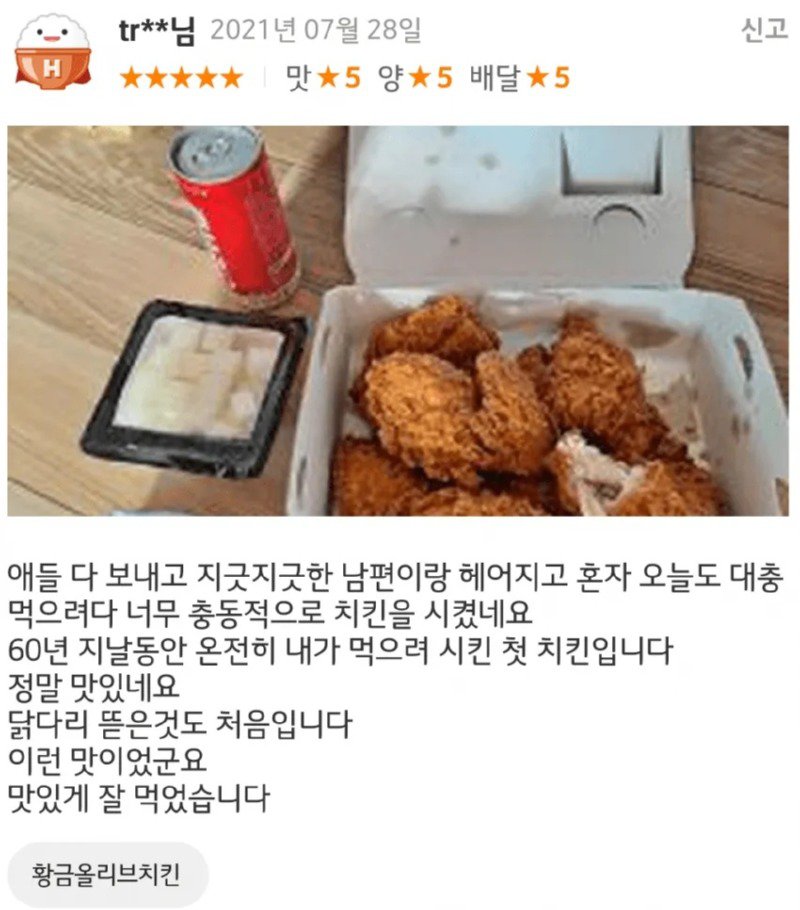 tr**님 2021년 07월 28일 신고
★★★★★ 맛★5 양★5 배달★5
H
애들 다 보내고 지긋지긋한 남편이랑 헤어지고 혼자 오늘도 대충
먹으려다 너무 충동적으로 치킨을 시켰네요
60년 지날동안 온전히 내가 먹으려 시킨 첫 치킨입니다
정말 맛있네요
닭다리 뜯은것도 처음입니다
이런 맛이었군요
맛있게 잘 먹었습니다
황금올리브치킨